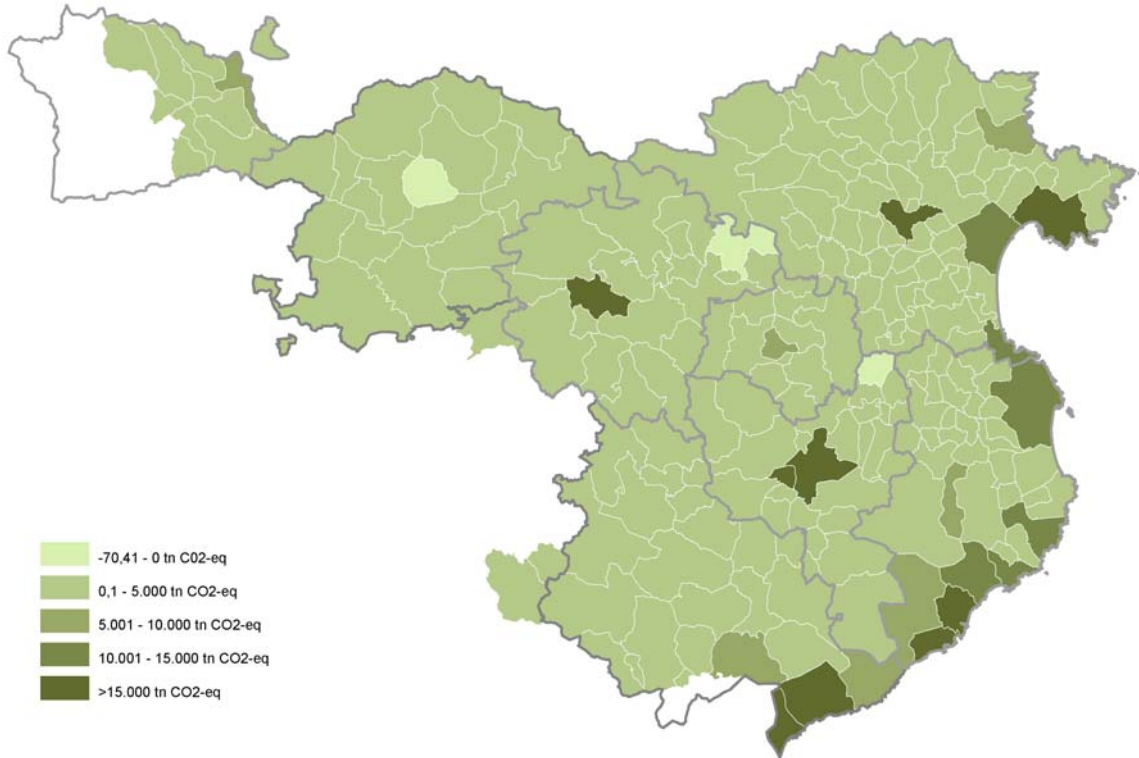 -70,41 - 0 tn C02-eq
0,1 - 5.000 tn CO2-eq
5.001 - 10.000 tn CO2-eq
10.001 - 15.000 tn CO2-eq
>15.000 tn CO2-eq